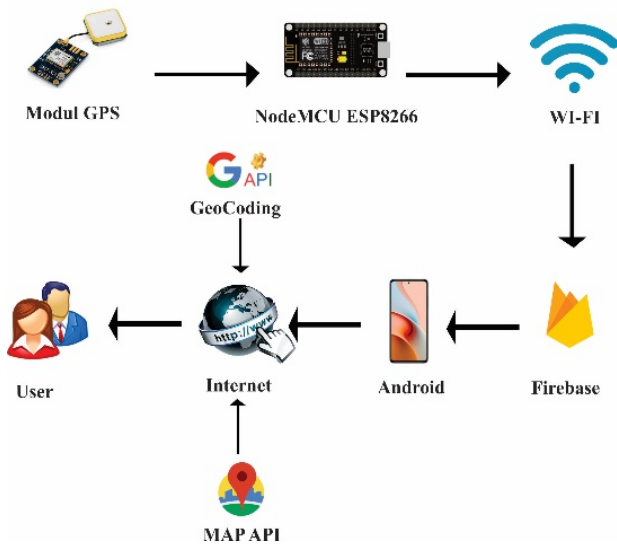 Modul GPS
NodeMCU ESP8266
WI-FI
API
GeoCoding
http://www
User
Internet
Android
Firebase
MAP API